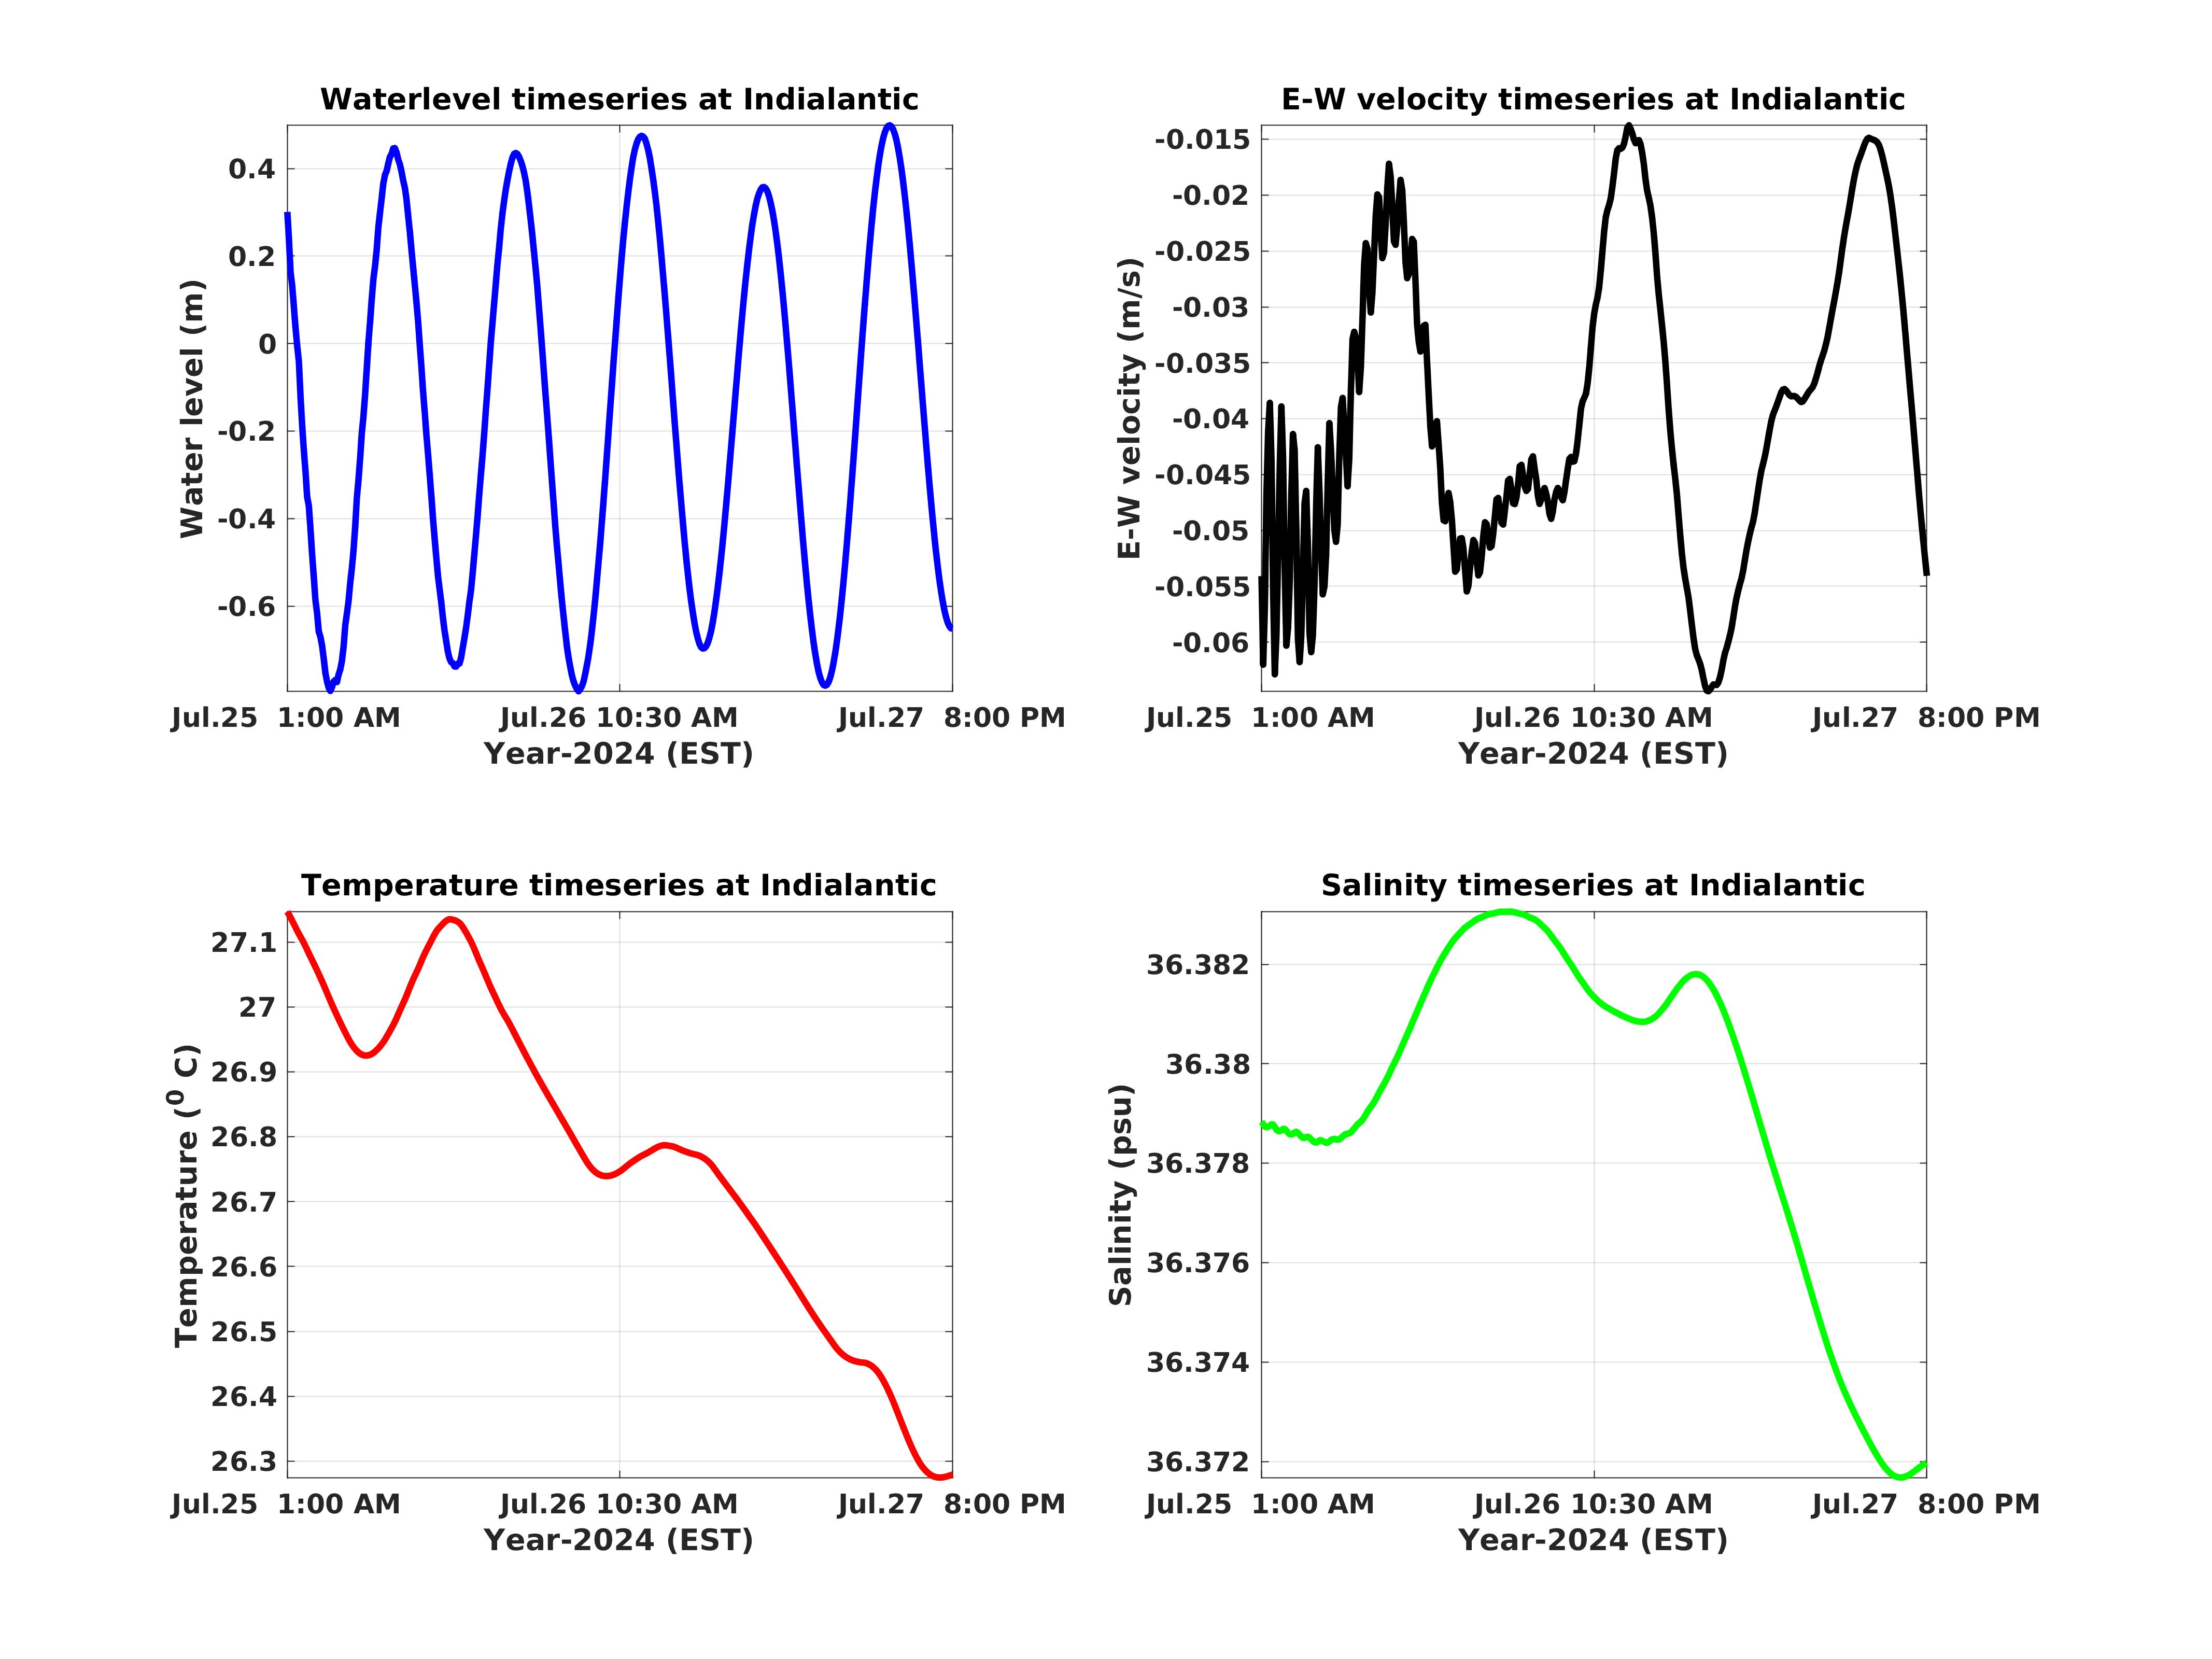 Waterlevel timeseries at Indialantic
0.4
0.2
0
-0.2
-0.4
-0.6
Water level (m)
Jul.25  1:00 AM
Jul.26 10:30 AM
Jul.27  8:00 PM
Year-2024 (EST)
E-W velocity timeseries at Indialantic
-0.015
-0.02
-0.025
-0.03
-0.035
-0.04
-0.045
-0.05
-0.055
-0.06
E-W velocity (m/s)
Jul.25  1:00 AM
Jul.26 10:30 AM
Jul.27  8:00 PM
Year-2024 (EST)
Temperature timeseries at Indialantic
27.1
27
26.9
26.8
26.7
26.6
26.5
26.4
26.3
Temperature (⁰ C)
Jul.25  1:00 AM
Jul.26 10:30 AM
Jul.27  8:00 PM
Year-2024 (EST)
Salinity timeseries at Indialantic
36.382
36.38
36.378
36.376
36.374
36.372
Salinity (psu)
Jul.25  1:00 AM
Jul.26 10:30 AM
Jul.27  8:00 PM
Year-2024 (EST)